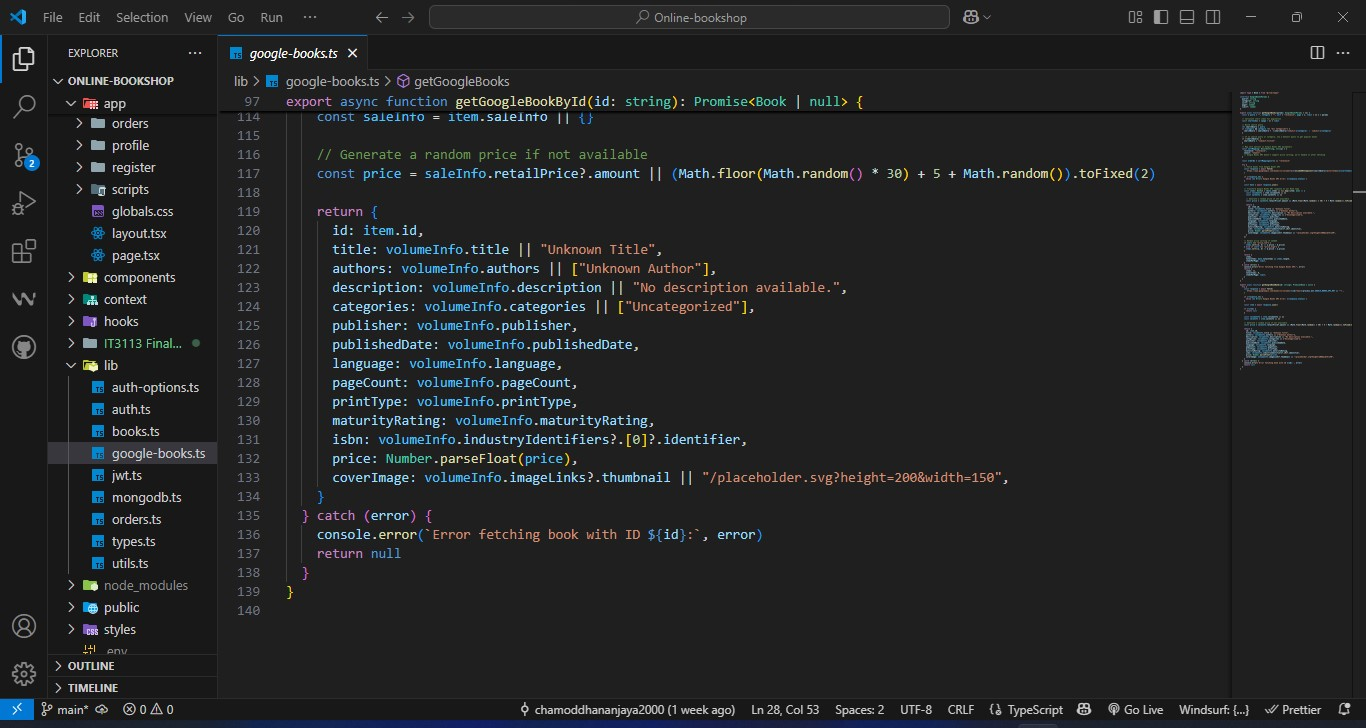 File Edit Selection View Go Run ··· Online-bookshop
EXPLORER ···
google-books.ts
ONLINE-BOOKSHOP
lib > google-books.ts > getGoogleBooks
app
orders
profile
register
scripts
globals.css
layout.tsx
page.tsx
components
context
hooks
IT3113 Final...
lib
auth-options.ts
auth.ts
books.ts
google-books.ts
jwt.ts
mongodb.ts
orders.ts
types.ts
utils.ts
node_modules
public
styles
.env
OUTLINE
TIMELINE
2
97 export async function getGoogleBookById(id: string): Promise<Book | null> {
114 const saleInfo = item.saleInfo || {}
115
116 // Generate a random price if not available
117 const price = saleInfo.retailPrice?.amount || (Math.floor(Math.random() * 30) + 5 + Math.random()).toFixed(2)
118
119 return {
120 id: item.id,
121 title: volumeInfo.title || "Unknown Title",
122 authors: volumeInfo.authors || ["Unknown Author"],
123 description: volumeInfo.description || "No description available.",
124 categories: volumeInfo.categories || ["Uncategorized"],
125 publisher: volumeInfo.publisher,
126 publishedDate: volumeInfo.publishedDate,
127 language: volumeInfo.language,
128 pageCount: volumeInfo.pageCount,
129 printType: volumeInfo.printType,
130 maturityRating: volumeInfo.maturityRating,
131 isbn: volumeInfo.industryIdentifiers?.[0]?.identifier,
132 price: Number.parseFloat(price),
133 coverImage: volumeInfo.imageLinks?.thumbnail || "/placeholder.svg?height=200&width=150",
134 }
135 } catch (error) {
136 console.error(`Error fetching book with ID ${id}:`, error)
137 return null
138 }
139 }
140
main* 0 0 chamoddhananjaya2000 (1 week ago) Ln 28, Col 53 Spaces: 2 UTF-8 CRLF {} TypeScript Go Live Windsurf: {...} Prettier